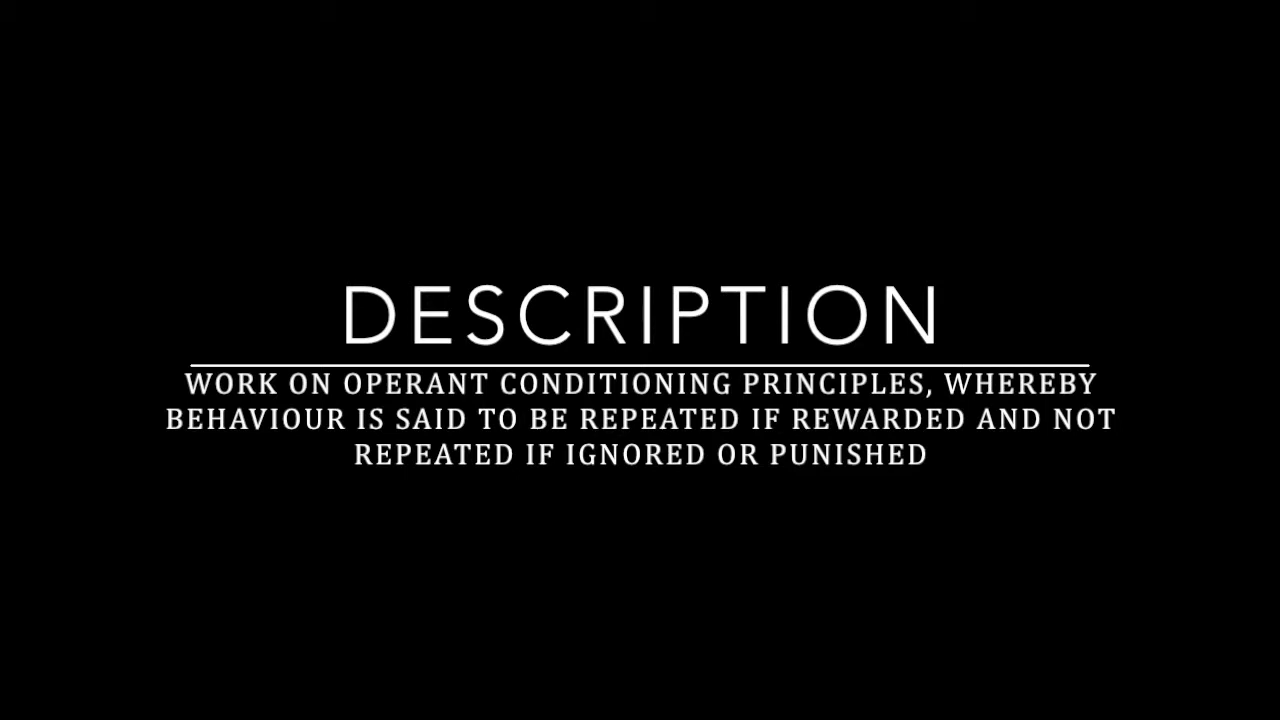 DESCRIPTION
WORK ON OPERANT CONDITIONING PRINCIPLES, WHEREBY
BEHAVIOUR IS SAID TO BE REPEATED IF REWARDED AND NOT
REPEATED IF IGNORED OR PUNISHED